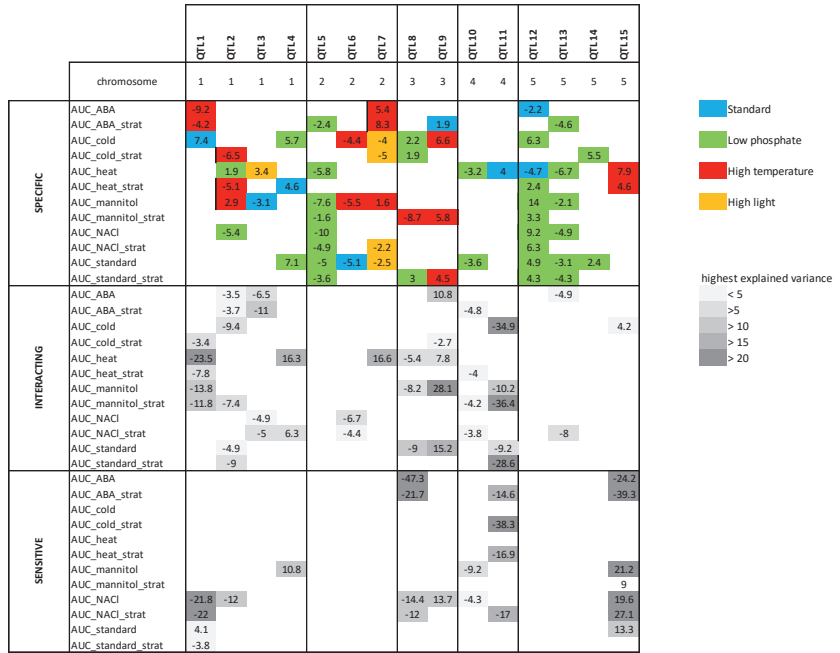 QTL1 QTL2 QTL3 QTL4 QTL5 QTL6 QTL7 QTL8 QTL9 QTL10 QTL11 QTL12 QTL13 QTL14 QTL15
chromosome 1 1 1 1 2 2 2 3 3 4 4 5 5 5 5
SPECIFIC
AUC_ABA -9.2 5.4 -2.2
AUC_ABA_strat -4.2 -2.4 8.3 1.9 -4.6
AUC_cold 7.4 5.7 -4.4 -4 2.2 6.6 6.3
AUC_cold_strat -6.5 -5 1.9 5.5
AUC_heat 1.9 3.4 -5.8 -3.2 4 -4.7 -6.7 7.9
AUC_heat_strat -5.1 4.6 2.4 4.6
AUC_mannitol 2.9 -3.1 -7.6 -5.5 1.6 14 -2.1
AUC_mannitol_strat -1.6 -8.7 5.8 3.3
AUC_NACl -5.4 -10 9.2 -4.9
AUC_NACl_strat -4.9 -2.2 6.3
AUC_standard 7.1 -5 -5.1 -2.5 -3.6 4.9 -3.1 2.4
AUC_standard_strat -3.6 3 4.5 4.3 -4.3
INTERACTING
AUC_ABA -3.5 -6.5 10.8 -4.9
AUC_ABA_strat -3.7 -11 -4.8
AUC_cold -9.4 -34.9 4.2
AUC_cold_strat -3.4 -2.7
AUC_heat -23.5 16.3 16.6 -5.4 7.8
AUC_heat_strat -7.8 -4
AUC_mannitol -13.8 -8.2 28.1 -10.2
AUC_mannitol_strat -11.8 -7.4 -4.2 -36.4
AUC_NACl -4.9 -6.7
AUC_NACl_strat -5 6.3 -4.4 -3.8 -8
AUC_standard -4.9 -9 15.2 -9.2
AUC_standard_strat -9 -28.6
SENSITIVE
AUC_ABA -47.3 -24.2
AUC_ABA_strat -21.7 -14.6 -39.3
AUC_cold
AUC_cold_strat -38.3
AUC_heat
AUC_heat_strat -16.9
AUC_mannitol 10.8 -9.2 21.2
AUC_mannitol_strat 9
AUC_NACl -21.8 -12 -14.4 13.7 -4.3 19.6
AUC_NACl_strat -22 -12 -17 27.1
AUC_standard 4.1 13.3
AUC_standard_strat -3.8
Standard
Low phosphate
High temperature
High light
highest explained variance
< 5
>5
> 10
> 15
> 20